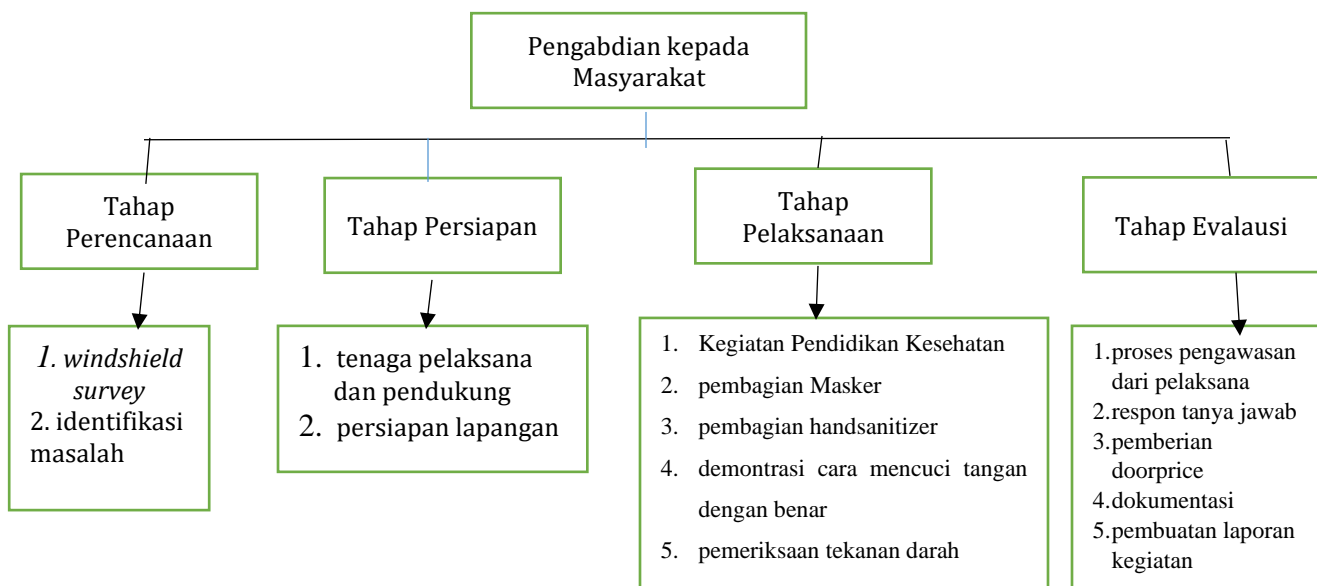 Pengabdian kepada
Masyarakat
Tahap
Perencanaan
Tahap Persiapan
Tahap
Pelaksanaan
Tahap Evalausi
1. windshield
survey
2. identifikasi
masalah
1. tenaga pelaksana
dan pendukung
2. persiapan lapangan
1. Kegiatan Pendidikan Kesehatan
2. pembagian Masker
3. pembagian handsanitizer
4. demontrasi cara mencuci tangan
dengan benar
5. pemeriksaan tekanan darah
1.proses pengawasan
dari pelaksana
2.respon tanya jawab
3.pemberian
doorprice
4.dokumentasi
5.pembuatan laporan
kegiatan